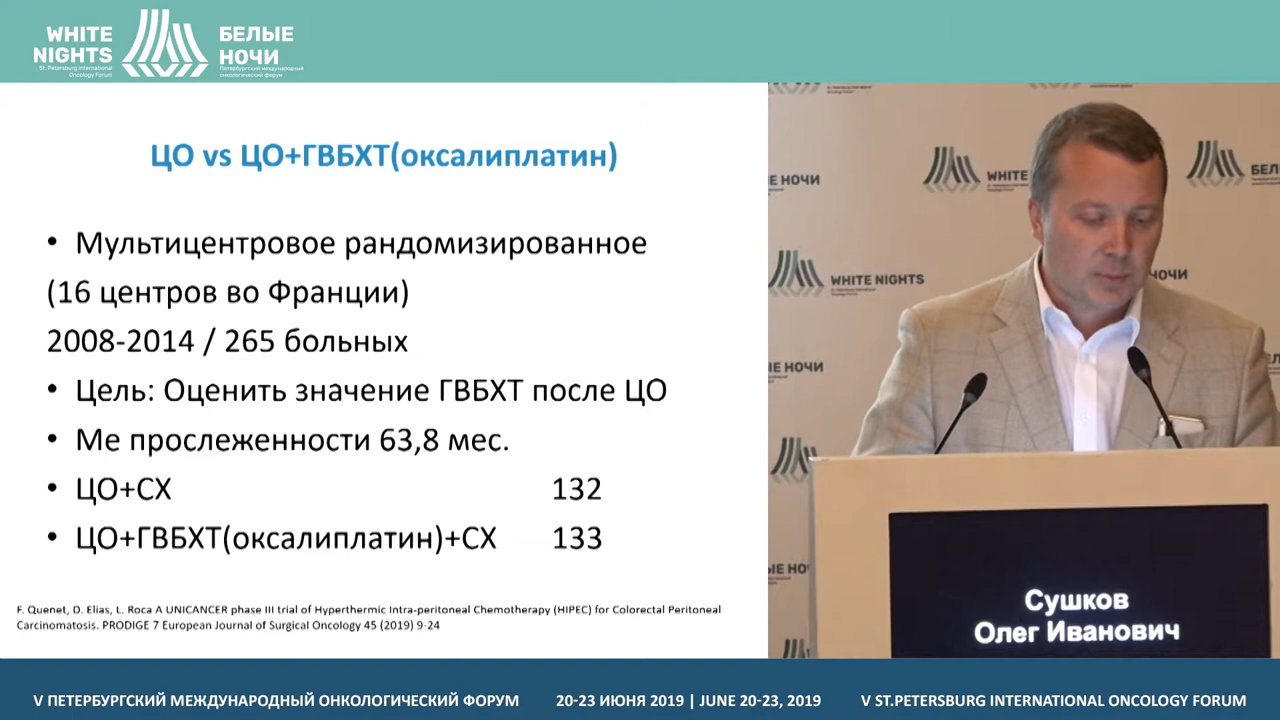 WHITE
NIGHTS
St. Petersburg International
Oncology Forum
БЕЛЫЕ
НОЧИ
Петербургский международный
онкологический форум
ЦО vs ЦО+ГВБХТ(оксалиплатин)
• Мультицентровое рандомизированное
(16 центров во Франции)
2008-2014 / 265 больных
• Цель: Оценить значение ГВБХТ после ЦО
• Ме прослеженности 63,8 мес.
• ЦО+СХ 132
• ЦО+ГВБХТ(оксалиплатин)+СХ 133
F. Quenet, D. Elias, L. Roca A UNICANCER phase III trial of Hyperthermic Intra-peritoneal Chemotherapy (HIPEC) for Colorectal Peritoneal
Carcinomatosis. PRODIGE 7 European Journal of Surgical Oncology 45 (2019) 9-24
ЫЕ НОЧИ
WHITE
БЕЛ
WHITE NIGHTS
НОЧИ
ЫЕ НОЧИ
ЫЕ НО
Сушков
Олег Иванович
V ПЕТЕРБУРГСКИЙ МЕЖДУНАРОДНЫЙ ОНКОЛОГИЧЕСКИЙ ФОРУМ 20-23 ИЮНЯ 2019 | JUNE 20-23, 2019 V ST.PETERSBURG INTERNATIONAL ONCOLOGY FORUM